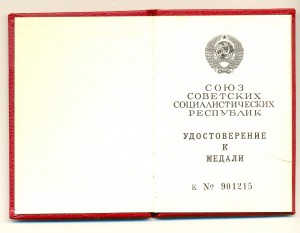 СОЮЗ
СОВЕТСКИХ
СОЦИАЛИСТИЧЕСКИХ
РЕСПУБЛИК
УДОСТОВЕРЕНИЕ
К
МЕДАЛИ
К № 901215